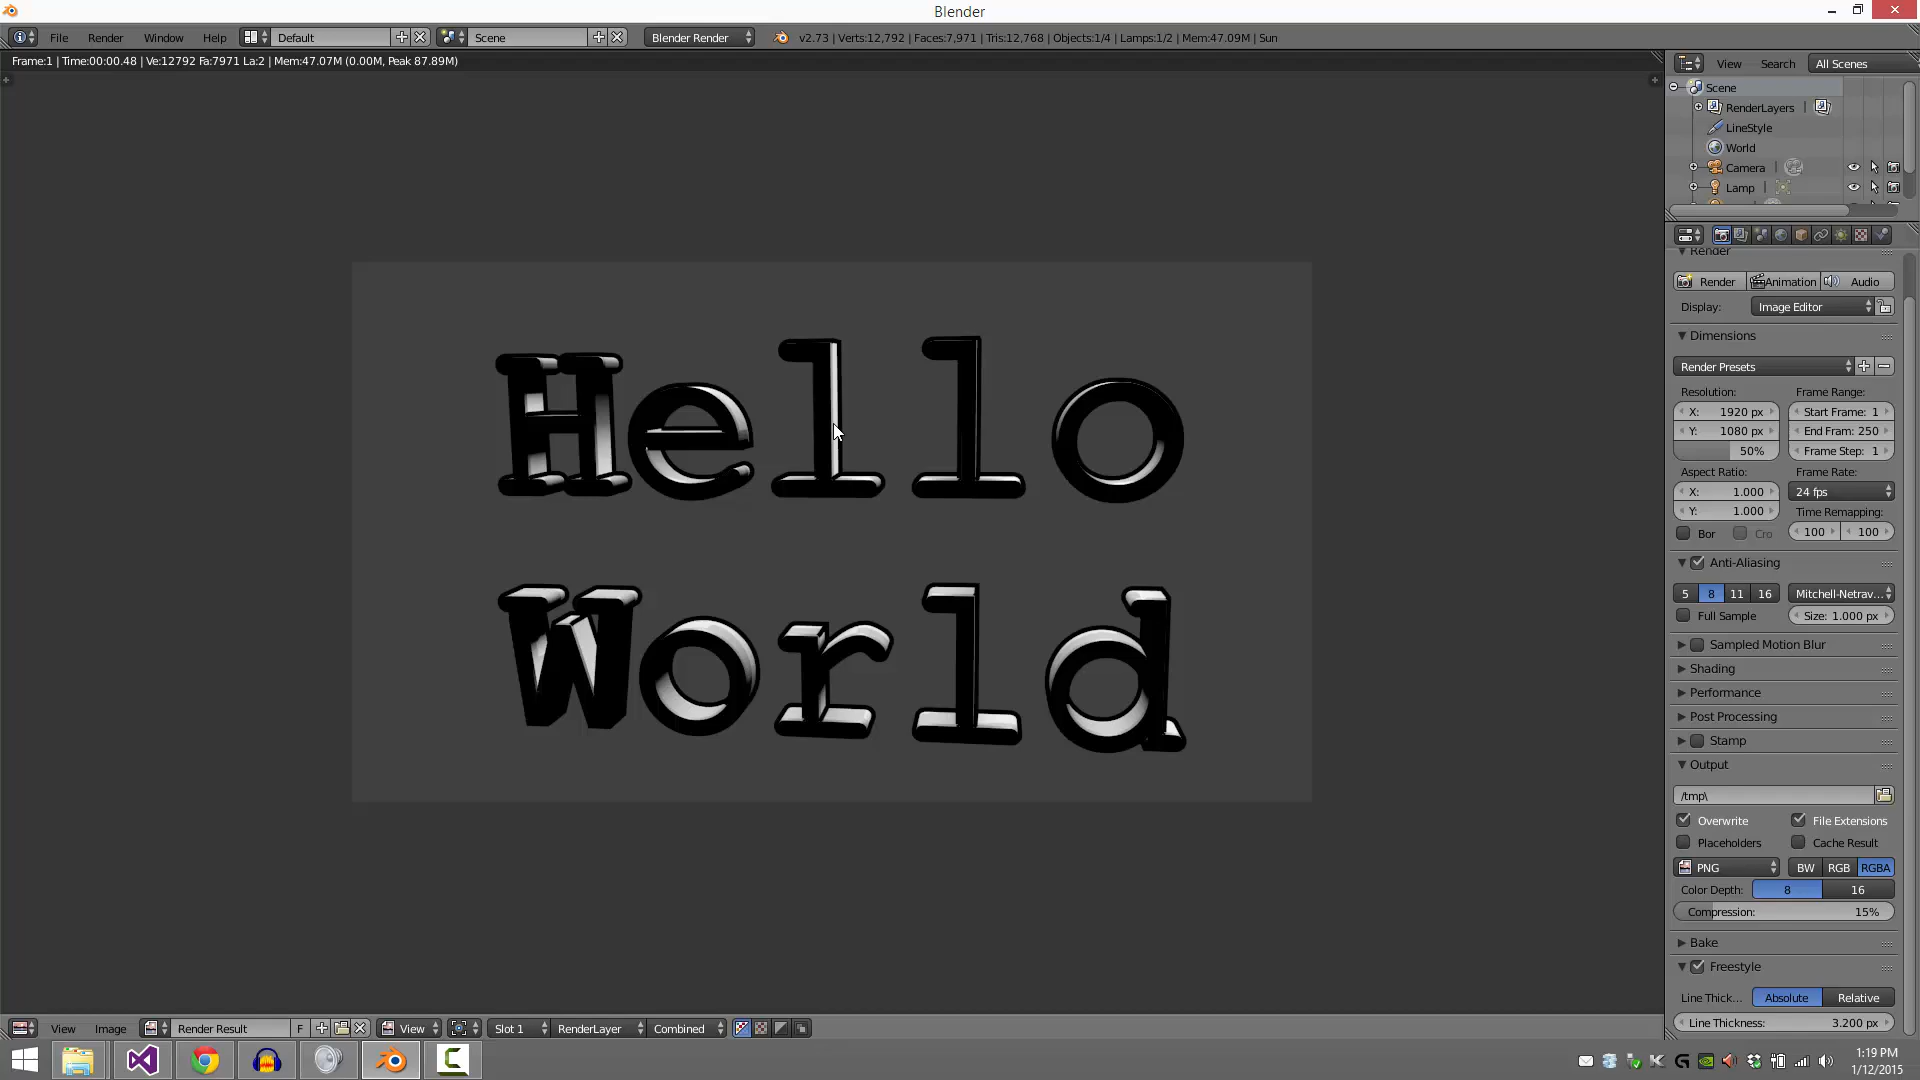 Blender
File Render Window Help Default Scene Blender Render v2.73 | Verts:12,792 | Faces:7,971 | Tris:12,768 | Objects:1/4 | Lamps:1/2 | Mem:47.09M | Sun
Frame:1 | Time:00:00.48 | Ve:12792 Fa:7971 La:2 | Mem:47.07M (0.00M, Peak 87.89M)
View Search All Scenes
Scene
RenderLayers
LineStyle
World
Camera
Lamp
Hello
World
Render
Render Animation Audio
Display: Image Editor
Dimensions
Render Presets
Resolution: Frame Range:
X: 1920 px Start Frame: 1
Y: 1080 px End Fram: 250
50% Frame Step: 1
Aspect Ratio: Frame Rate:
X: 1.000 24 fps
Y: 1.000 Time Remapping:
Bor Cro 100 100
Anti-Aliasing
5 8 11 16 Mitchell-Netrav...
Full Sample Size: 1.000 px
Sampled Motion Blur
Shading
Performance
Post Processing
Stamp
Output
/tmp\
Overwrite File Extensions
Placeholders Cache Result
PNG BW RGB RGBA
Color Depth: 8 16
Compression: 15%
Bake
Freestyle
Line Thick... Absolute Relative
Line Thickness: 3.200 px
View Image Render Result F View Slot 1 RenderLayer Combined
1:19 PM
1/12/2015